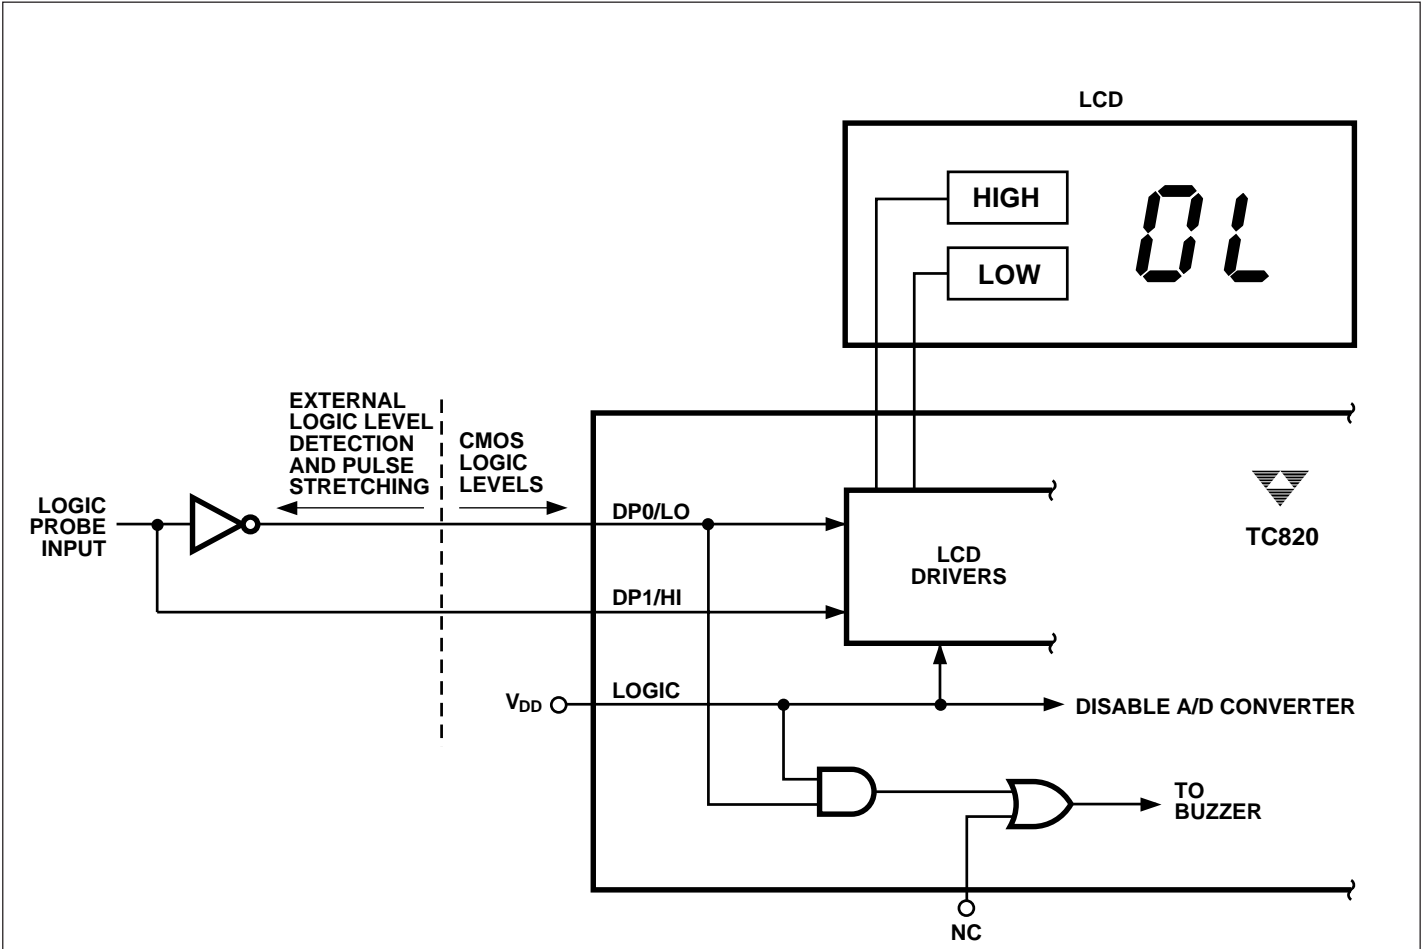 LCD
HIGH
LOW
OL
EXTERNAL
LOGIC LEVEL
DETECTION
AND PULSE
STRETCHING
CMOS
LOGIC
LEVELS
LOGIC
PROBE
INPUT
DP0/LO
DP1/HI
LCD
DRIVERS
TC820
VDD
LOGIC
DISABLE A/D CONVERTER
TO
BUZZER
NC